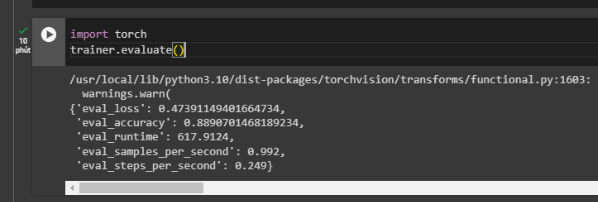 import torch
10
phút
trainer.evaluate()
/usr/local/lib/python3.10/dist-packages/torchvision/transforms/functional.py:1603:
warnings.warn(
{'eval_loss': 0.47391149401664734,
'eval_accuracy': 0.8890701468189234,
'eval_runtime': 617.9124,
'eval_samples_per_second': 0.992,
'eval_steps_per_second': 0.249}